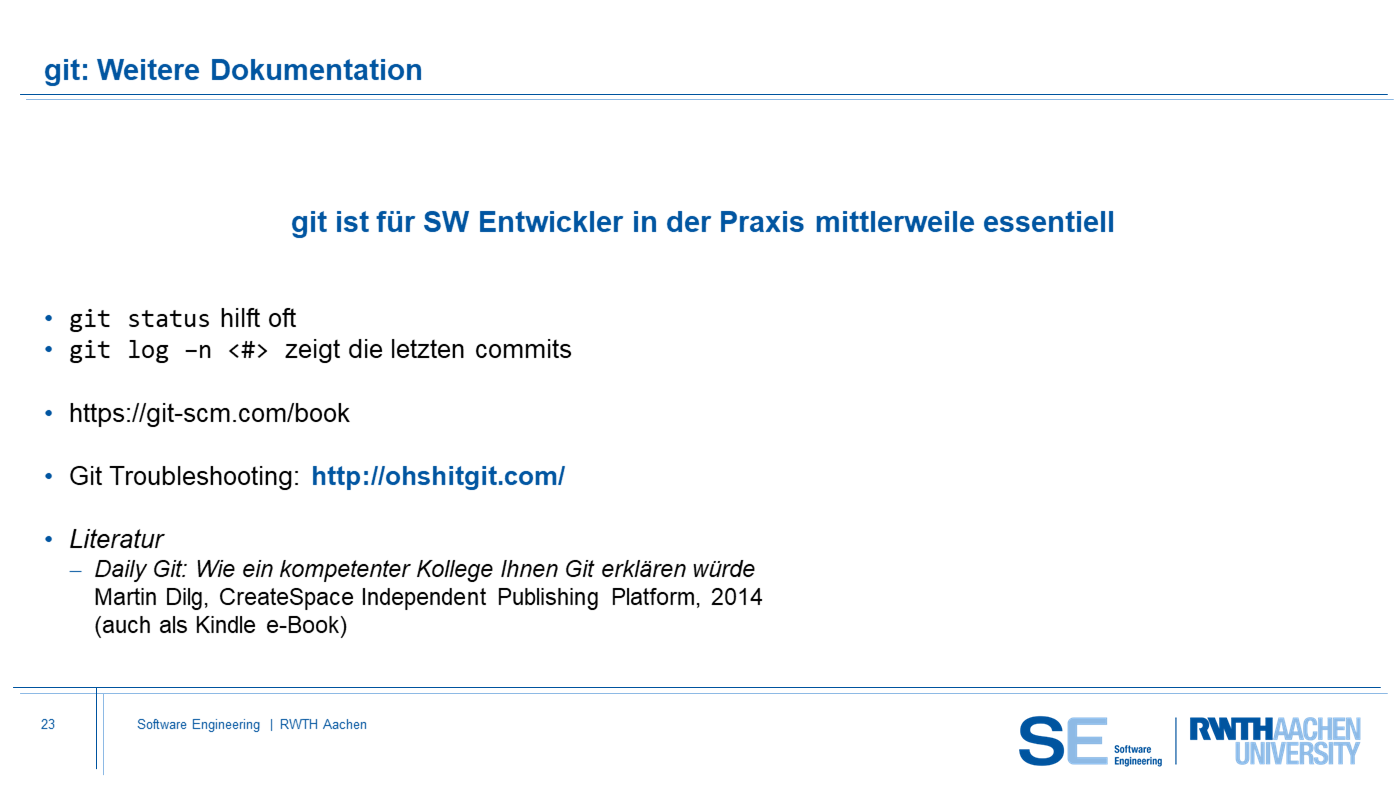 git: Weitere Dokumentation
git ist für SW Entwickler in der Praxis mittlerweile essentiell
• git status hilft oft
• git log –n <#> zeigt die letzten commits
• https://git-scm.com/book
• Git Troubleshooting: http://ohshitgit.com/
• Literatur
– Daily Git: Wie ein kompetenter Kollege Ihnen Git erklären würde
Martin Dilg, CreateSpace Independent Publishing Platform, 2014
(auch als Kindle e-Book)
23
Software Engineering | RWTH Aachen
SE Software
Engineering
RWTHAACHEN
UNIVERSITY